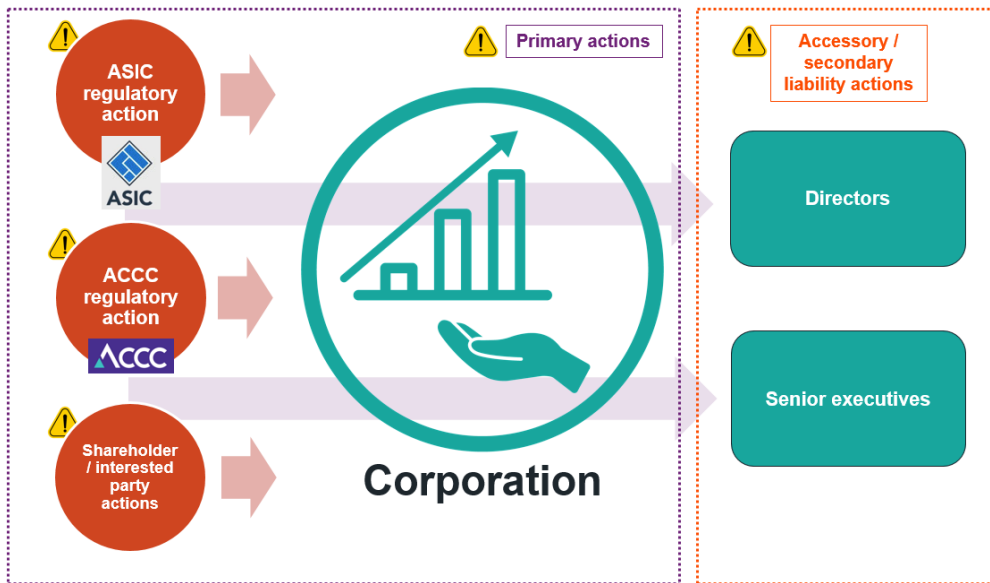 ASIC
regulatory
action
ASIC
ACCC
regulatory
action
ACCC
Shareholder
/ interested
party
actions
Primary actions
Corporation
Accessory /
secondary
liability actions
Directors
Senior executives